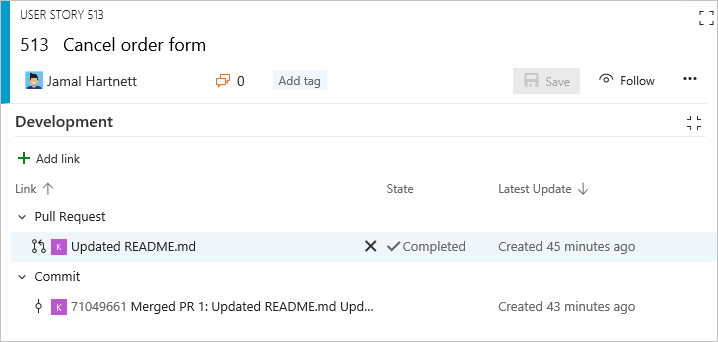 USER STORY 513
513 Cancel order form
Jamal Hartnett 0 Add tag Save Follow
Development
Add link
Link State Latest Update
Pull Request
K Updated README.md Completed Created 45 minutes ago
Commit
K 71049661 Merged PR 1: Updated README.md Upd... Created 43 minutes ago